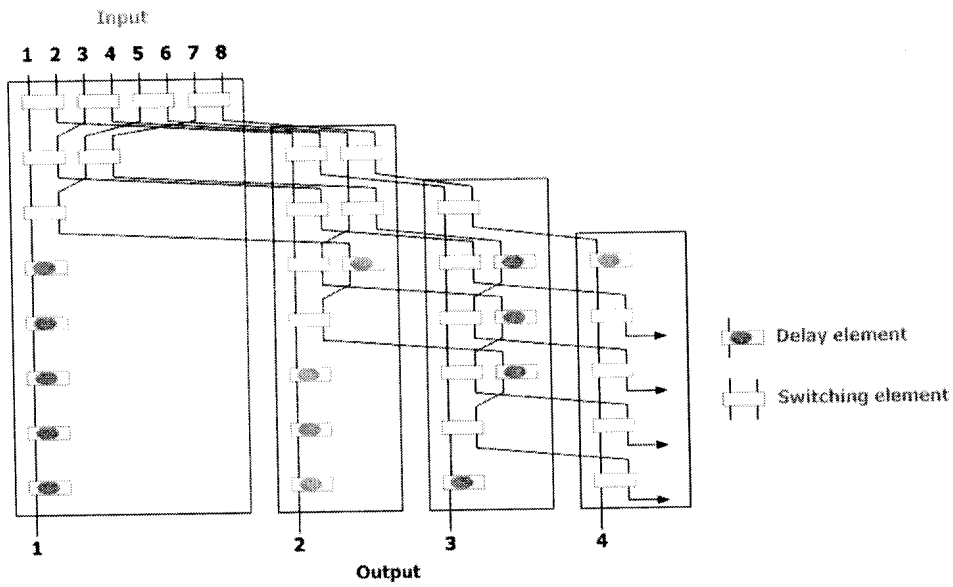 Input
1 2 3 4 5 6 7 8
Delay element
Switching element
1 2 3 4
Output